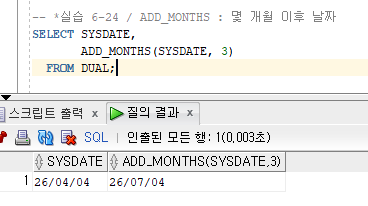 -- *실습 6-24 / ADD_MONTHS : 몇 개월 이후 날짜
SELECT SYSDATE,
ADD_MONTHS(SYSDATE, 3)
FROM DUAL;
스크립트 출력 x 질의 결과 x
SQL | 인출된 모든 행: 1(0,003초)
SYSDATE ADD_MONTHS(SYSDATE,3)
1 26/04/04 26/07/04